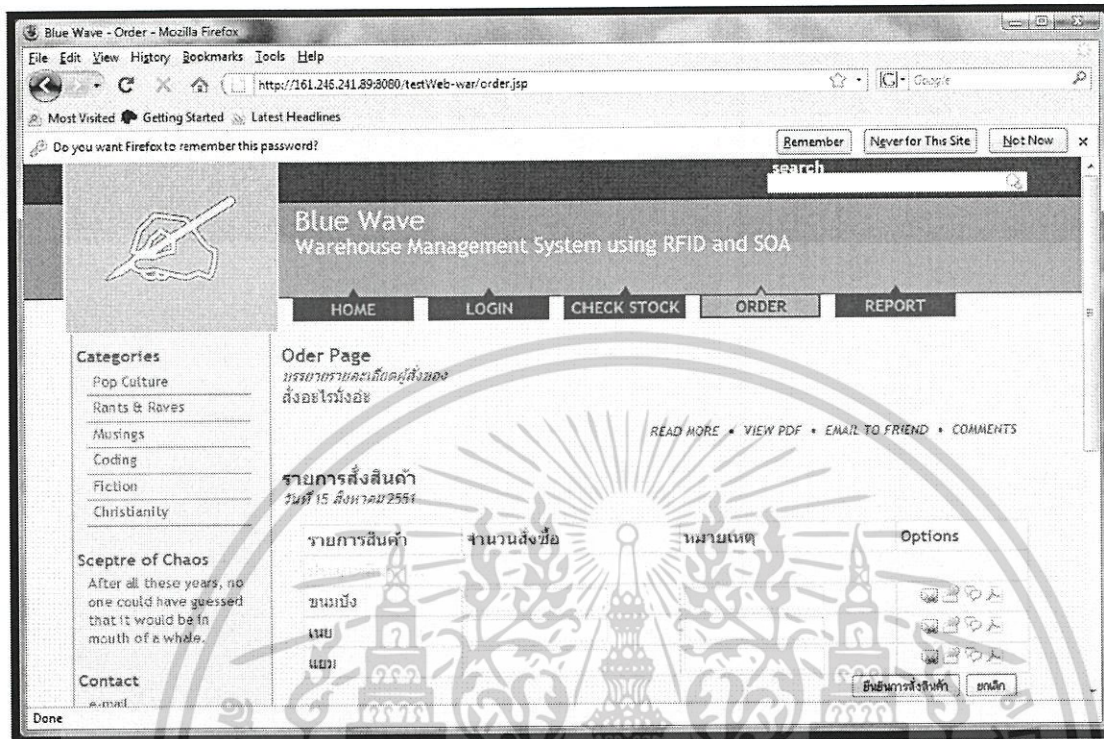 Blue Wave - Order - Mozilla Firefox
File Edit View History Bookmarks Tools Help
http://161.246.241.89:8080/testWeb-war/order.jsp
Google
Most Visited Getting Started Latest Headlines
Do you want Firefox to remember this password?
Remember Never for This Site Not Now
search
Blue Wave
Warehouse Management System using RFID and SOA
HOME LOGIN CHECK STOCK ORDER REPORT
Categories
Pop Culture
Rants & Raves
Musings
Coding
Fiction
Christianity
Sceptre of Chaos
After all these years, no
one could have guessed
that it would be in
mouth of a whale.
Contact
e-mail
Oder Page
บรรยายรายละเอียดผู้สั่งของ
สั่งอะไรมั่งอ่ะ
READ MORE • VIEW PDF • EMAIL TO FRIEND • COMMENTS
รายการสั่งสินค้า
วันที่ 15 สิงหาคม 2551
รายการสินค้า จำนวนสั่งซื้อ หมายเหตุ Options
ขนมปัง
เนย
แยม
ยืนยันการสั่งสินค้า ยกเลิก
Done